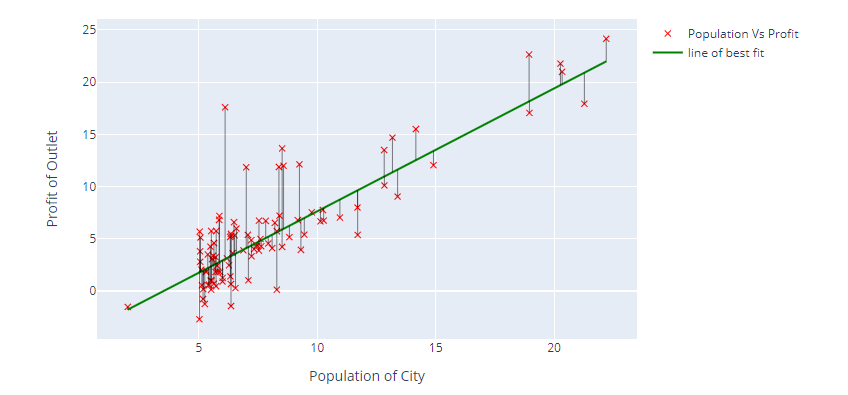 25
20
15
10
5
0
Profit of Outlet
5 10 15 20
Population of City
Population Vs Profit
line of best fit